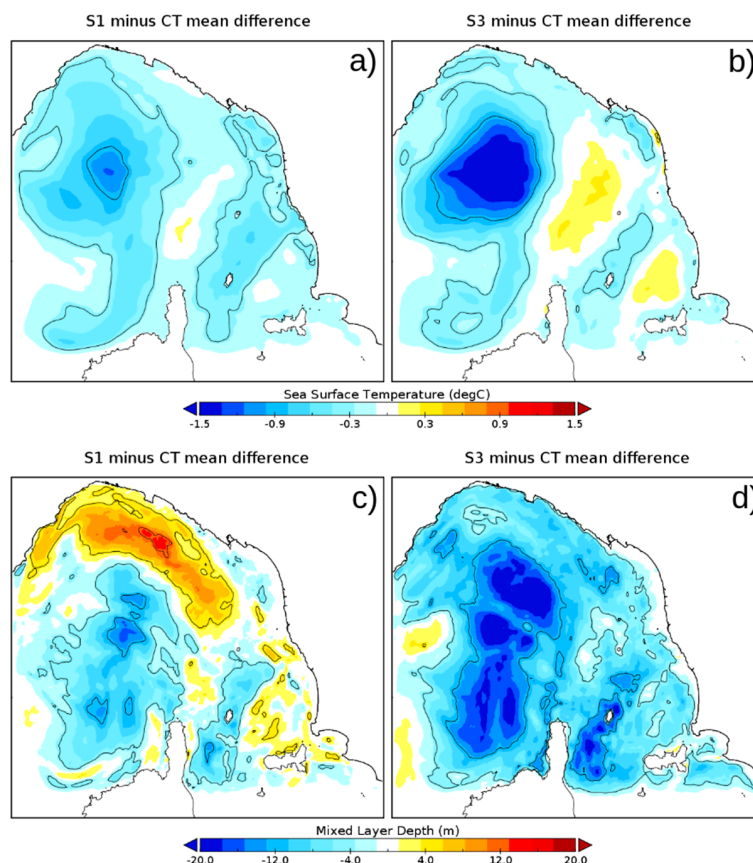 S1 minus CT mean difference
S3 minus CT mean difference
a)
b)
Sea Surface Temperature (degC)
-1.5 -0.9 -0.3 0.3 0.9 1.5
S1 minus CT mean difference
S3 minus CT mean difference
c)
d)
Mixed Layer Depth (m)
-20.0 -12.0 -4.0 4.0 12.0 20.0